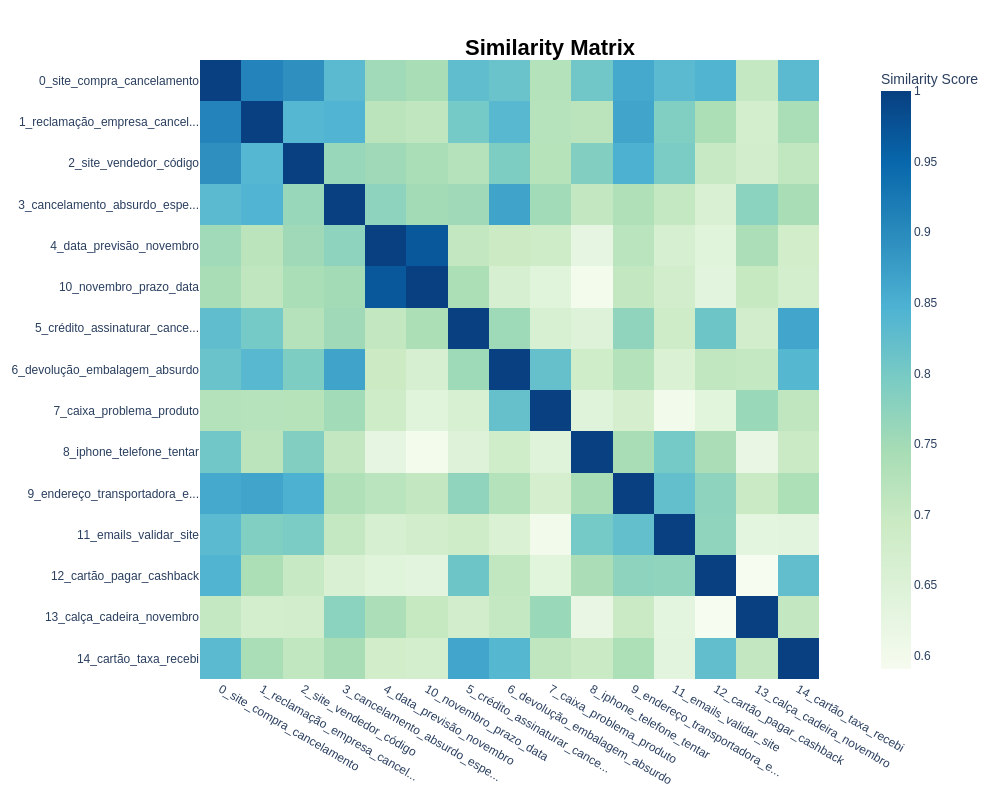 Similarity Matrix
Similarity Score
0_site_compra_cancelamento
1_reclamação_empresa_cancel...
2_site_vendedor_código
3_cancelamento_absurdo_espe...
4_data_previsão_novembro
10_novembro_prazo_data
5_crédito_assinaturar_cance...
6_devolução_embalagem_absurdo
7_caixa_problema_produto
8_iphone_telefone_tentar
9_endereço_transportadora_e...
11_emails_validar_site
12_cartão_pagar_cashback
13_calça_cadeira_novembro
14_cartão_taxa_recebi
0_site_compra_cancelamento
1_reclamação_empresa_cancel...
2_site_vendedor_código
3_cancelamento_absurdo_espe...
4_data_previsão_novembro
10_novembro_prazo_data
5_crédito_assinaturar_cance...
6_devolução_embalagem_absurdo
7_caixa_problema_produto
8_iphone_telefone_tentar
9_endereço_transportadora_e...
11_emails_validar_site
12_cartão_pagar_cashback
13_calça_cadeira_novembro
14_cartão_taxa_recebi
1
0.95
0.9
0.85
0.8
0.75
0.7
0.65
0.6